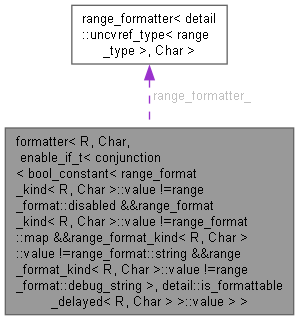 range_formatter< detail
::uncvref_type< range
_type >, Char >
range_formatter_
formatter< R, Char,
enable_if_t< conjunction
< bool_constant< range_format
_kind< R, Char >::value !=range
_format::disabled &&range_format
_kind< R, Char >::value !=range_format
::map &&range_format_kind< R, Char >
::value !=range_format::string &&range
_format_kind< R, Char >::value !=range
_format::debug_string >, detail::is_formattable
_delayed< R, Char > >::value > >